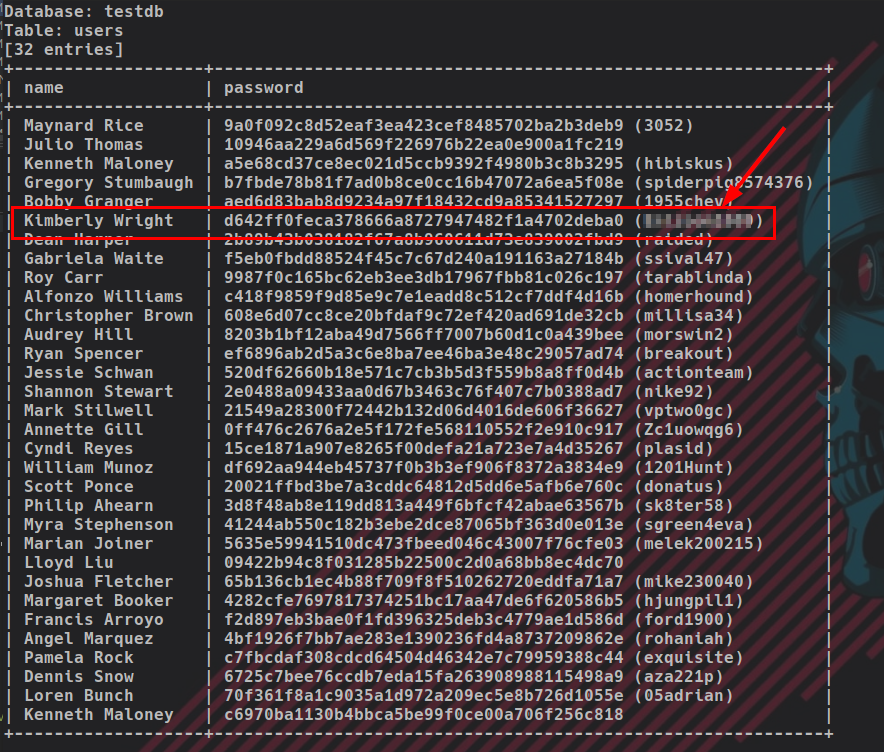 Database: testdb
Table: users
[32 entries]
+--------------------+--------------------------------------------------------------+
| name | password |
+--------------------+--------------------------------------------------------------+
| Maynard Rice | 9a0f092c8d52eaf3ea423cef8485702ba2b3deb9 (3052) |
| Julio Thomas | 10946aa229a6d569f226976b22ea0e900a1fc219 |
| Kenneth Maloney | a5e68cd37ce8ec021d5ccb9392f4980b3c8b3295 (hibiskus) |
| Gregory Stumbaugh | b7fbde78b81f7ad0b8ce0cc16b47072a6ea5f08e (spiderpig8574376) |
| Bobby Granger | aed6d83bab8d9234a97f18432cd9a85341527297 (1955chev) |
| Kimberly Wright | d642ff0feca378666a8727947482f1a4702deba0 ( ) |
| Dean Harper | 2b89b43b038182f67a8b960611d73e839002fbd9 (raided) |
| Gabriela Waite | f5eb0fbdd88524f45c7c67d240a191163a27184b (ssival47) |
| Roy Carr | 9987f0c165bc62eb3ee3db17967fbb81c026c197 (tarablinda) |
| Alfonzo Williams | c418f9859f9d85e9c7e1eadd8c512cf7ddf4d16b (homerhound) |
| Christopher Brown | 608e6d07cc8ce20bfdaf9c72ef420ad691de32cb (millisa34) |
| Audrey Hill | 8203b1bf12aba49d7566ff7007b60d1c0a439bee (morswin2) |
| Ryan Spencer | ef6896ab2d5a3c6e8ba7ee46ba3e48c29057ad74 (breakout) |
| Jessie Schwan | 520df62660b18e571c7cb3b5d3f559b8a8ff0d4b (actionteam) |
| Shannon Stewart | 2e0488a09433aa0d67b3463c76f407c7b0388ad7 (nike92) |
| Mark Stilwell | 21549a28300f72442b132d06d4016de606f36627 (vptwo0gc) |
| Annette Gill | 0ff476c2676a2e5f172fe568110552f2e910c917 (Zc1uowqg6) |
| Cyndi Reyes | 15ce1871a907e8265f00defa21a723e7a4d35267 (plasid) |
| William Munoz | df692aa944eb45737f0b3b3ef906f8372a3834e9 (1201Hunt) |
| Scott Ponce | 20021ffbd3be7a3cddc64812d5dd6e5afb6e760c (donatus) |
| Philip Ahearn | 3d8f48ab8e119dd813a449f6bfcf42abae63567b (sk8ter58) |
| Myra Stephenson | 41244ab550c182b3ebe2dce87065bf363d0e013e (sgreen4eva) |
| Marian Joiner | 5635e59941510dc473fbeed046c43007f76cfe03 (melek200215) |
| Lloyd Liu | 09422b94c8f031285b22500c2d0a68bb8ec4dc70 |
| Joshua Fletcher | 65b136cb1ec4b88f709f8f510262720eddfa71a7 (mike230040) |
| Margaret Booker | 4282cfe7697817374251bc17aa47de6f620586b5 (hjungpil1) |
| Francis Arroyo | f2d897eb3bae0f1fd396325deb3c4779ae1d586d (ford1900) |
| Angel Marquez | 4bf1926f7bb7ae283e1390236fd4a8737209862e (rohaniah) |
| Pamela Rock | c7fbcdaf308cdcd64504d46342e7c79959388c44 (exquisite) |
| Dennis Snow | 6725c7bee76ccdb7eda15fa263908988115498a9 (aza221p) |
| Loren Bunch | 70f361f8a1c9035a1d972a209ec5e8b726d1055e (05adrian) |
| Kenneth Maloney | c6970ba1130b4bbca5be99f0ce00a706f256c818 |
+--------------------+--------------------------------------------------------------+